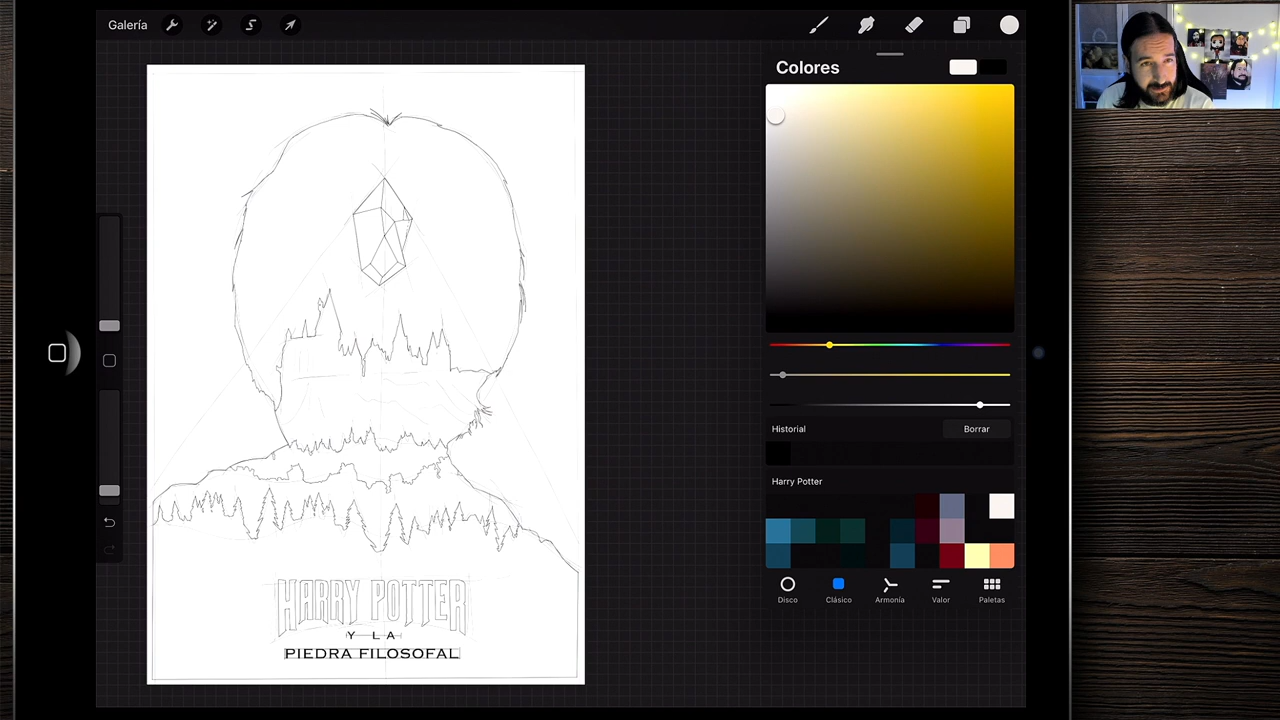 Galería
Colores
Historial
Borrar
Harry Potter
Disco
Clásico
Armonía
Valor
Paletas
HARRY POTTER
Y LA
PIEDRA FILOSOFAL